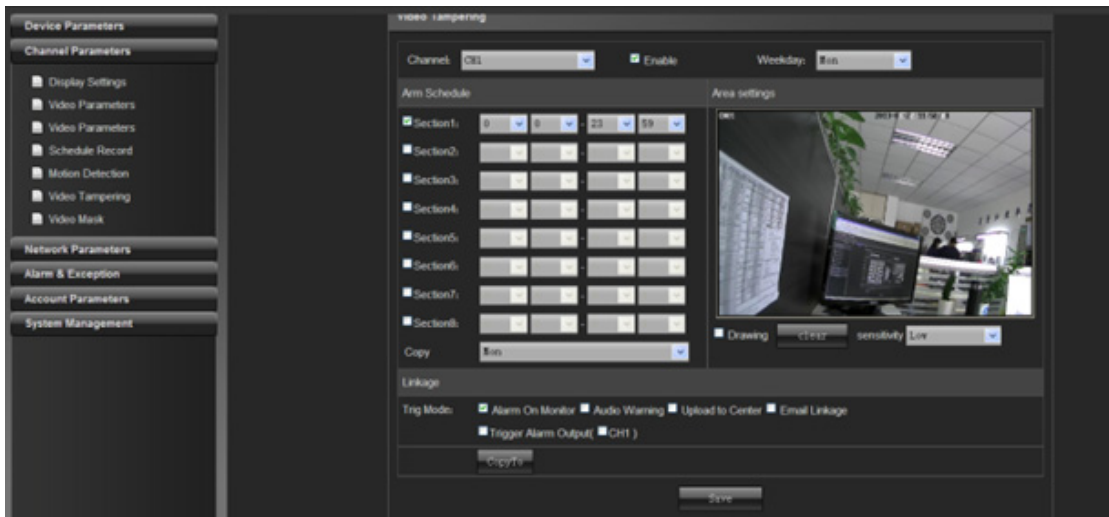 Device Parameters
Channel Parameters
Display Settings
Video Parameters
Video Parameters
Schedule Record
Motion Detection
Video Tampering
Video Mask
Network Parameters
Alarm & Exception
Account Parameters
System Management
Video Tampering
Channel: CH1 Enable Weekday: Mon
Arm Schedule Area settings
Section1: 0 0 - 23 59
Section2: -
Section3: -
Section4: -
Section5: -
Section6: -
Section7: -
Section8: -
Copy Mon
CH1
Drawing clear sensitivity Low
Linkage
Trig Mode: Alarm On Monitor Audio Warning Upload to Center Email Linkage
Trigger Alarm Output( CH1 )
CopyTo
Save